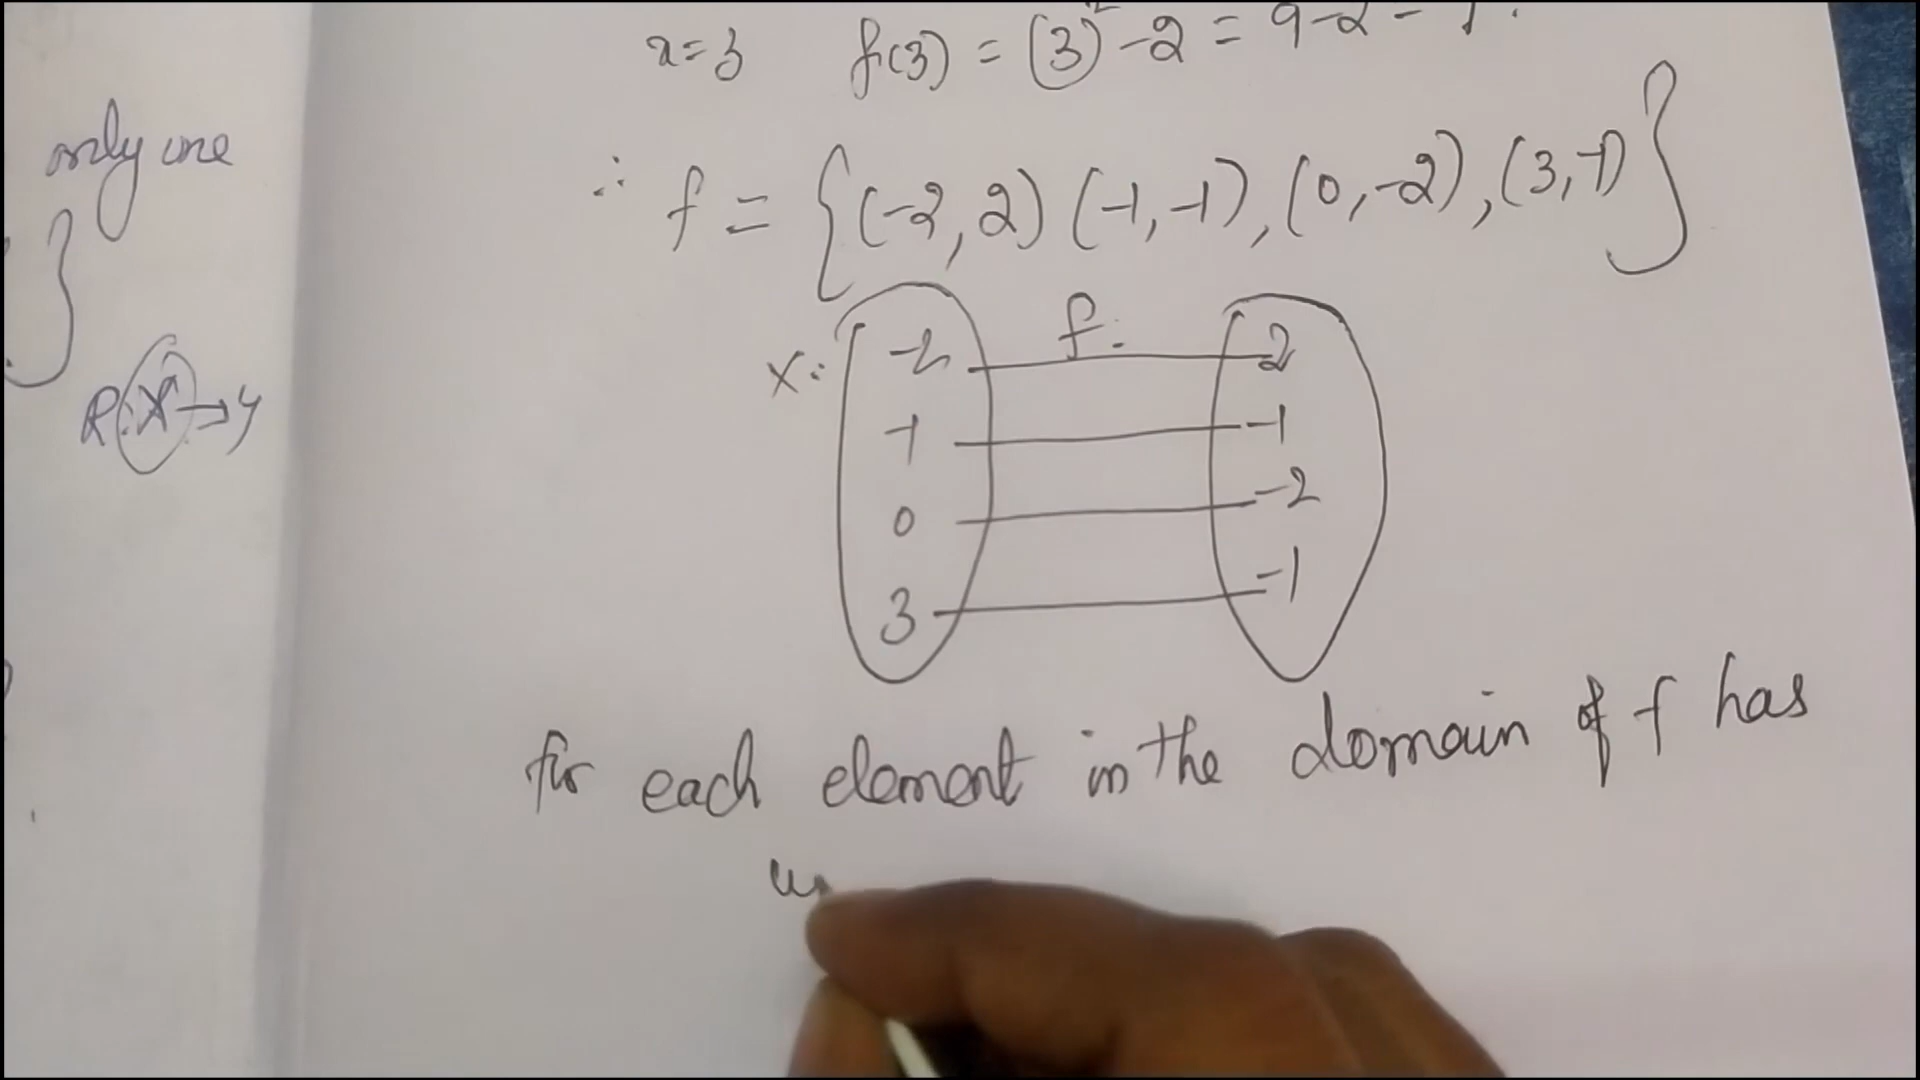 x=3 f(3) = (3)² -2 = 9-2 =
only one
}
∴ f = {(-2, 2) (-1, -1), (0, -2), (3, -1)}
R: X → y
f:
X:
-2 2
-1 -1
0 -2
3 -1
for each element in the domain of f has